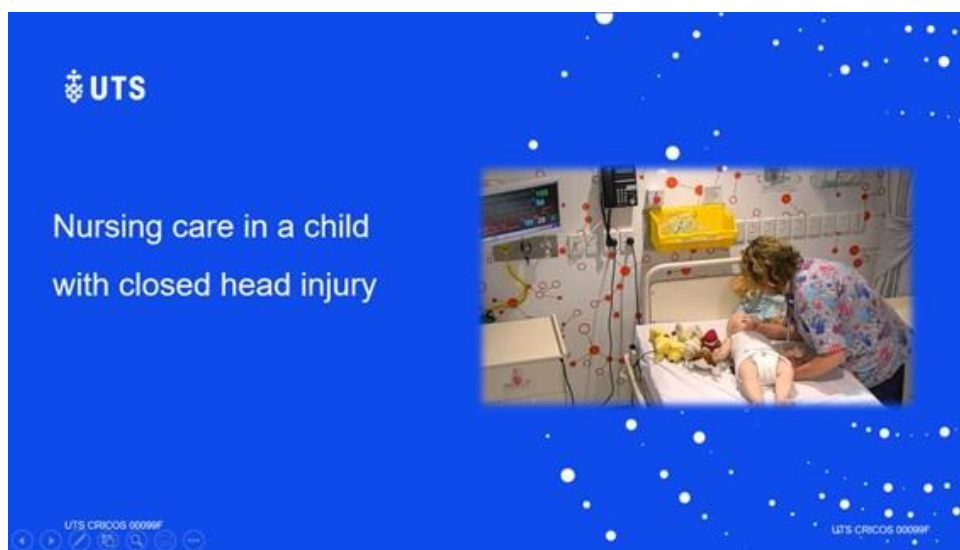 UTS
Nursing care in a child
with closed head injury
UTS CRICOS 00099F
UTS CRICOS 00099F